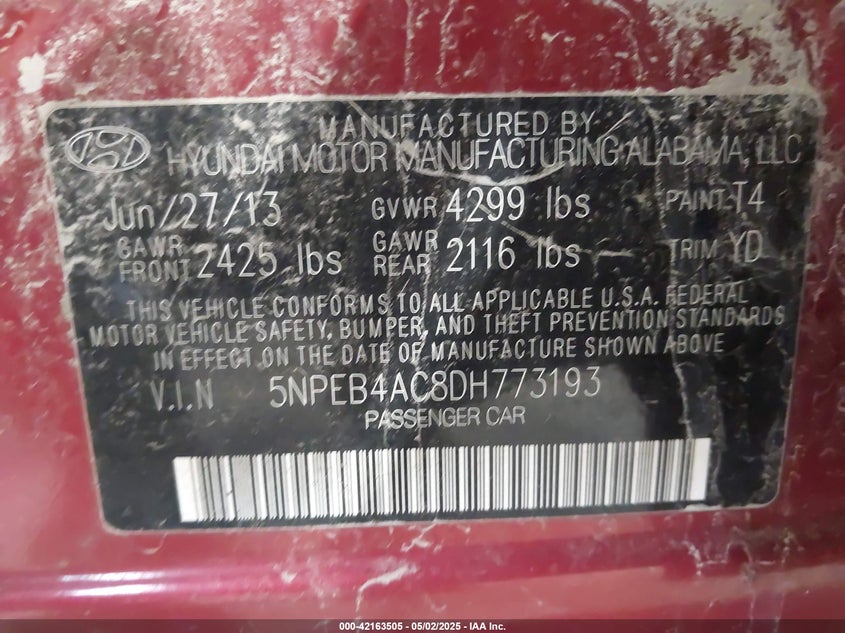 MANUFACTURED BY
HYUNDAI MOTOR MANUFACTURING ALABAMA, LLC
Jun/27/13 GVWR 4299 lbs PAINT T4
GAWR FRONT 2425 lbs GAWR REAR 2116 lbs TRIM YD
THIS VEHICLE CONFORMS TO ALL APPLICABLE U.S.A. FEDERAL
MOTOR VEHICLE SAFETY, BUMPER, AND THEFT PREVENTION STANDARDS
IN EFFECT ON THE DATE OF MANUFACTURE SHOWN ABOVE
V.I.N 5NPEB4AC8DH773193
PASSENGER CAR
000-42163505 - 05/02/2025 - IAA Inc.